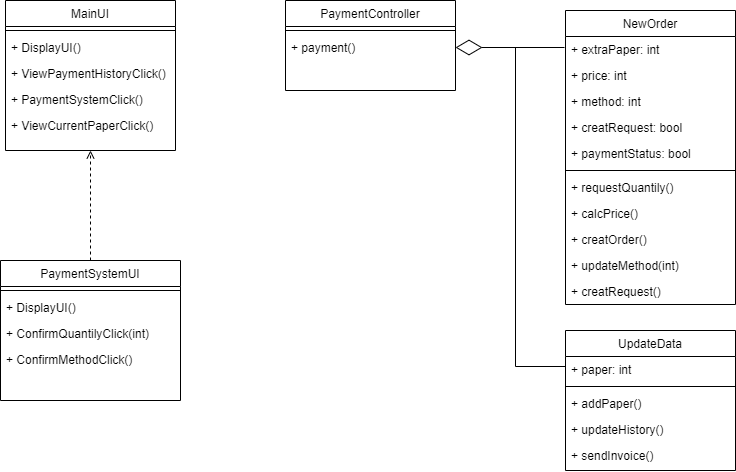 MainUI
+ DisplayUI()
+ ViewPaymentHistoryClick()
+ PaymentSystemClick()
+ ViewCurrentPaperClick()
PaymentSystemUI
+ DisplayUI()
+ ConfirmQuantilyClick(int)
+ ConfirmMethodClick()
PaymentController
+ payment()
NewOrder
+ extraPaper: int
+ price: int
+ method: int
+ creatRequest: bool
+ paymentStatus: bool
+ requestQuantily()
+ calcPrice()
+ creatOrder()
+ updateMethod(int)
+ creatRequest()
UpdateData
+ paper: int
+ addPaper()
+ updateHistory()
+ sendInvoice()